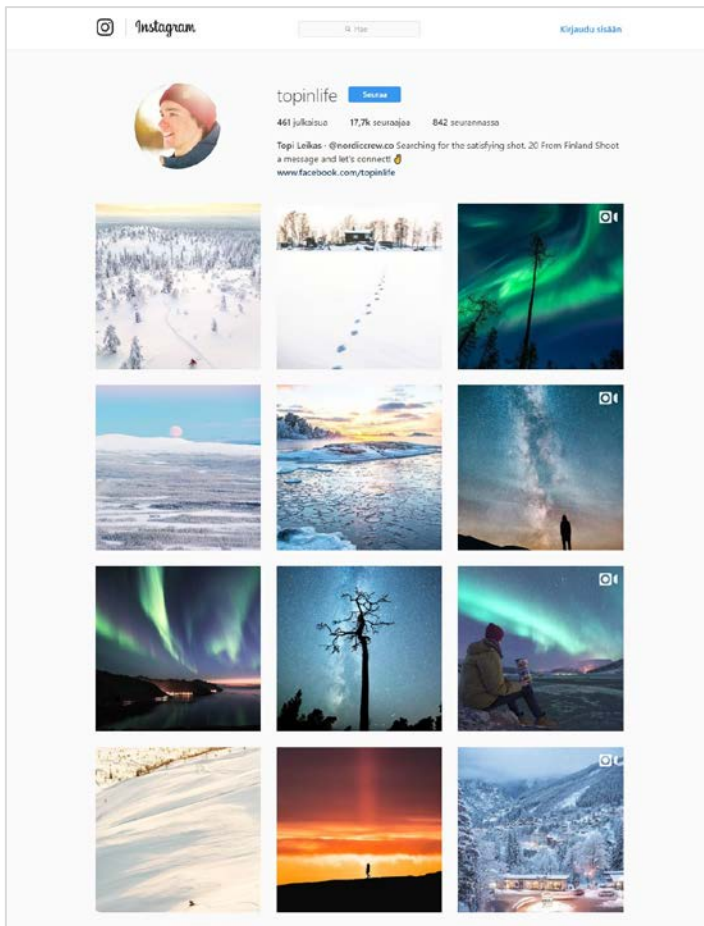 Instagram
Hae
Kirjaudu sisään
topinlife
Seuraa
461 julkaisua 17,7k seuraajaa 842 seurannassa
Topi Leikas - @nordiccrew.co Searching for the satisfying shot. 20 From Finland Shoot
a message and let's connect! ✌
www.facebook.com/topinlife